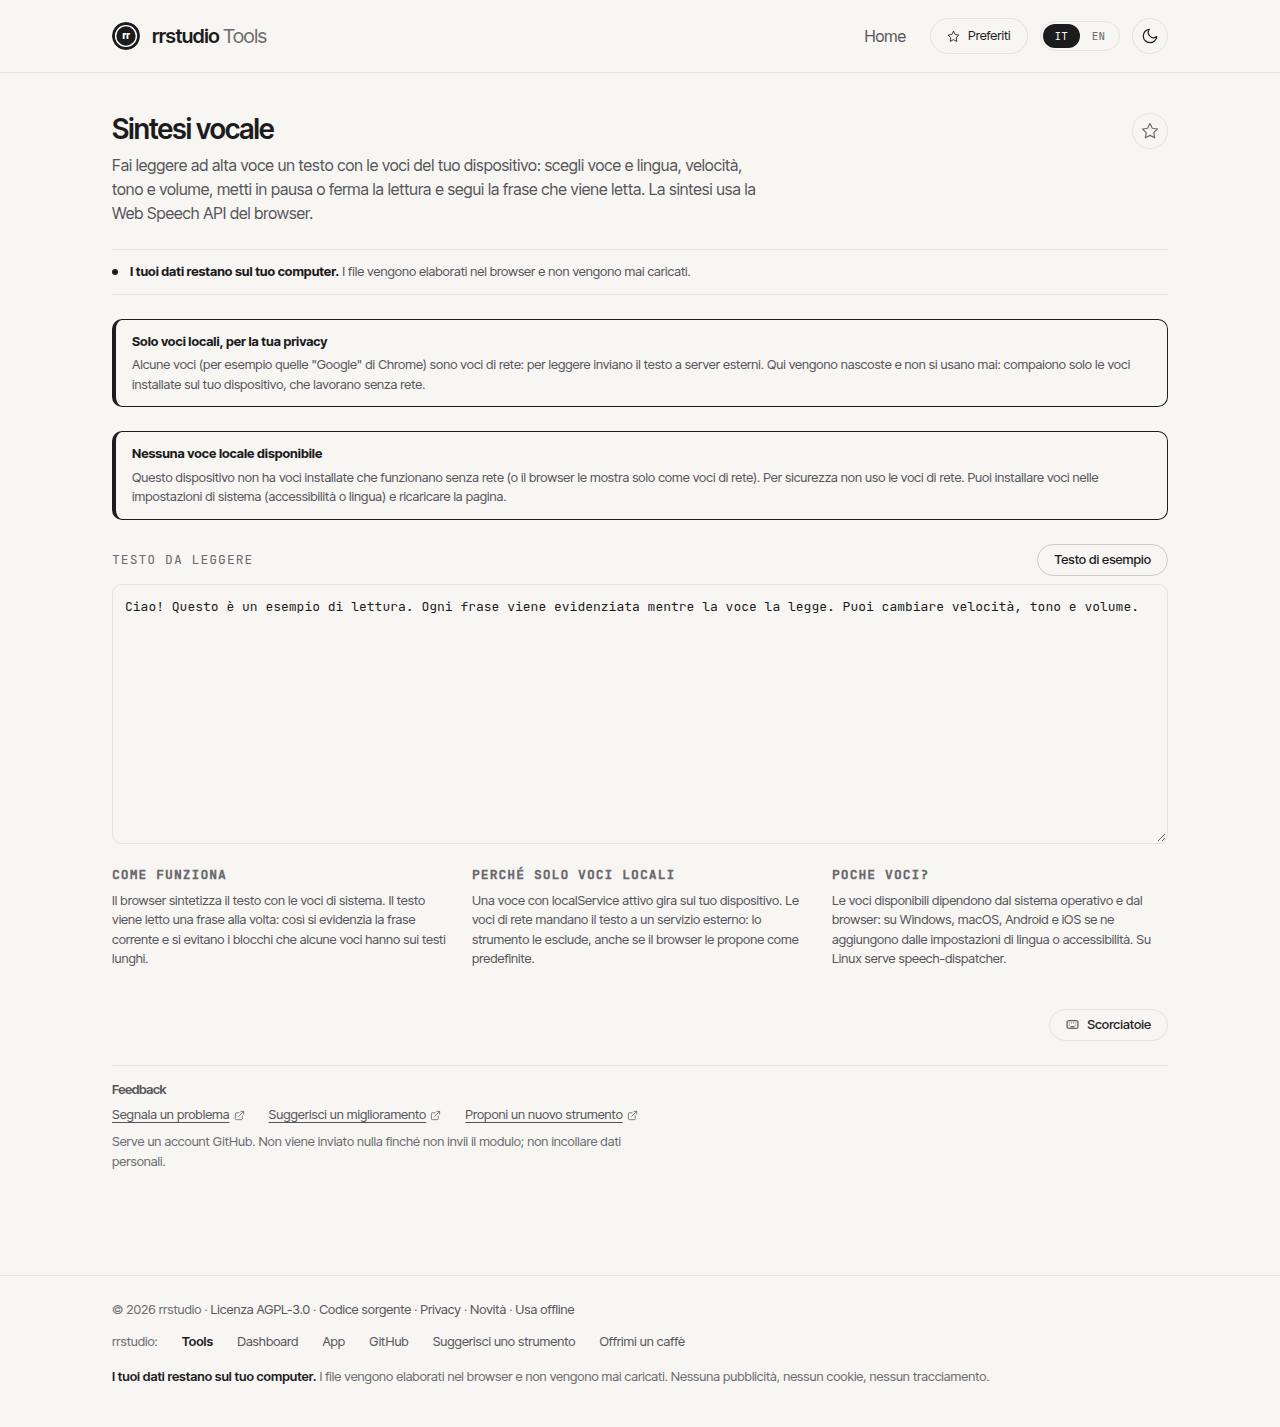 rr rrstudio Tools
Home
Preferiti
IT EN
Sintesi vocale
Fai leggere ad alta voce un testo con le voci del tuo dispositivo: scegli voce e lingua, velocità,
tono e volume, metti in pausa o ferma la lettura e segui la frase che viene letta. La sintesi usa la
Web Speech API del browser.
I tuoi dati restano sul tuo computer. I file vengono elaborati nel browser e non vengono mai caricati.
Solo voci locali, per la tua privacy
Alcune voci (per esempio quelle "Google" di Chrome) sono voci di rete: per leggere inviano il testo a server esterni. Qui vengono nascoste e non si usano mai: compaiono solo le voci
installate sul tuo dispositivo, che lavorano senza rete.
Nessuna voce locale disponibile
Questo dispositivo non ha voci installate che funzionano senza rete (o il browser le mostra solo come voci di rete). Per sicurezza non uso le voci di rete. Puoi installare voci nelle
impostazioni di sistema (accessibilità o lingua) e ricaricare la pagina.
TESTO DA LEGGERE
Testo di esempio
Ciao! Questo è un esempio di lettura. Ogni frase viene evidenziata mentre la voce la legge. Puoi cambiare velocità, tono e volume.
COME FUNZIONA
Il browser sintetizza il testo con le voci di sistema. Il testo
viene letto una frase alla volta: così si evidenzia la frase
corrente e si evitano i blocchi che alcune voci hanno sui testi
lunghi.
PERCHÉ SOLO VOCI LOCALI
Una voce con localService attivo gira sul tuo dispositivo. Le
voci di rete mandano il testo a un servizio esterno: lo
strumento le esclude, anche se il browser le propone come
predefinite.
POCHE VOCI?
Le voci disponibili dipendono dal sistema operativo e dal
browser: su Windows, macOS, Android e iOS se ne
aggiungono dalle impostazioni di lingua o accessibilità. Su
Linux serve speech-dispatcher.
Scorciatoie
Feedback
Segnala un problema
Suggerisci un miglioramento
Proponi un nuovo strumento
Serve un account GitHub. Non viene inviato nulla finché non invii il modulo; non incollare dati
personali.
© 2026 rrstudio · Licenza AGPL-3.0 · Codice sorgente · Privacy · Novità · Usa offline
rrstudio: Tools Dashboard App GitHub Suggerisci uno strumento Offrimi un caffè
I tuoi dati restano sul tuo computer. I file vengono elaborati nel browser e non vengono mai caricati. Nessuna pubblicità, nessun cookie, nessun tracciamento.